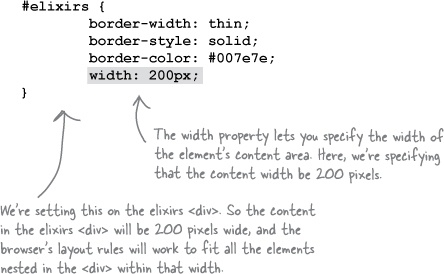 #elixirs {
border-width: thin;
border-style: solid;
border-color: #007e7e;
width: 200px;
}
The width property lets you specify the width of
the element's content area. Here, we're specifying
that the content width be 200 pixels.
We're setting this on the elixirs <div>. So the content
in the elixirs <div> will be 200 pixels wide, and the
browser's layout rules will work to fit all the elements
nested in the <div> within that width.